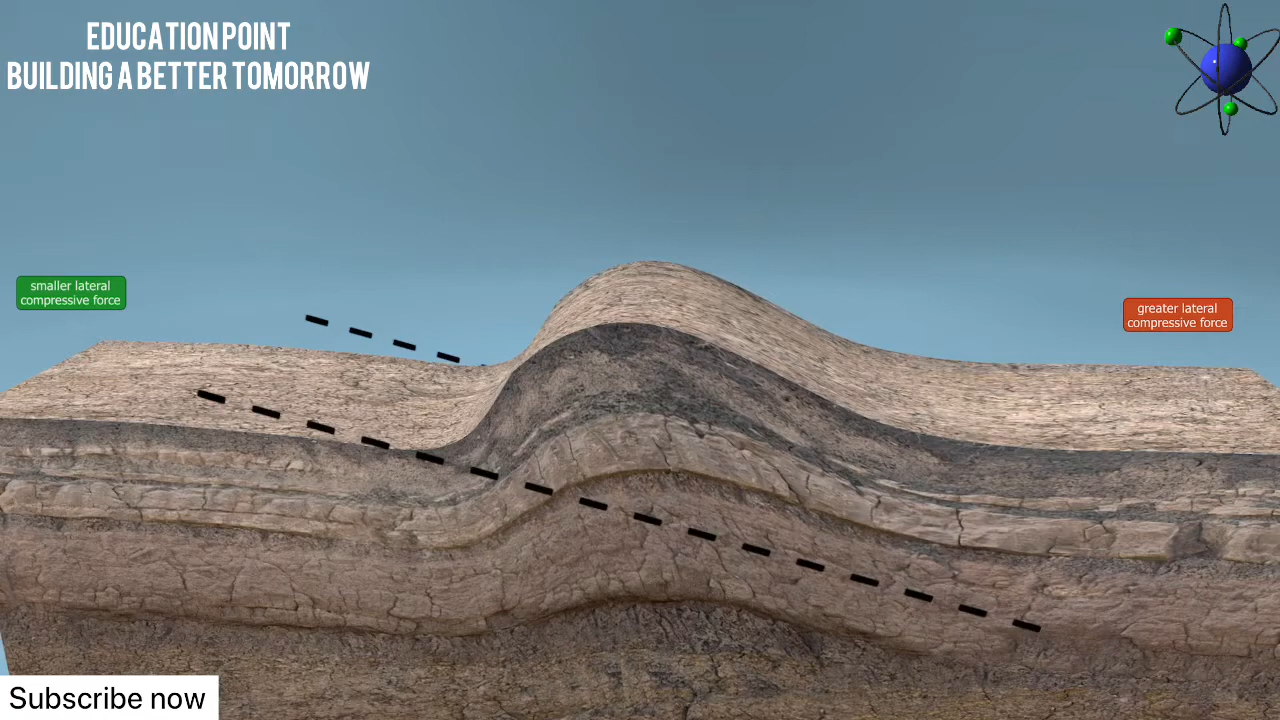 EDUCATION POINT
BUILDING A BETTER TOMORROW
smaller lateral
compressive force
greater lateral
compressive force
Subscribe now